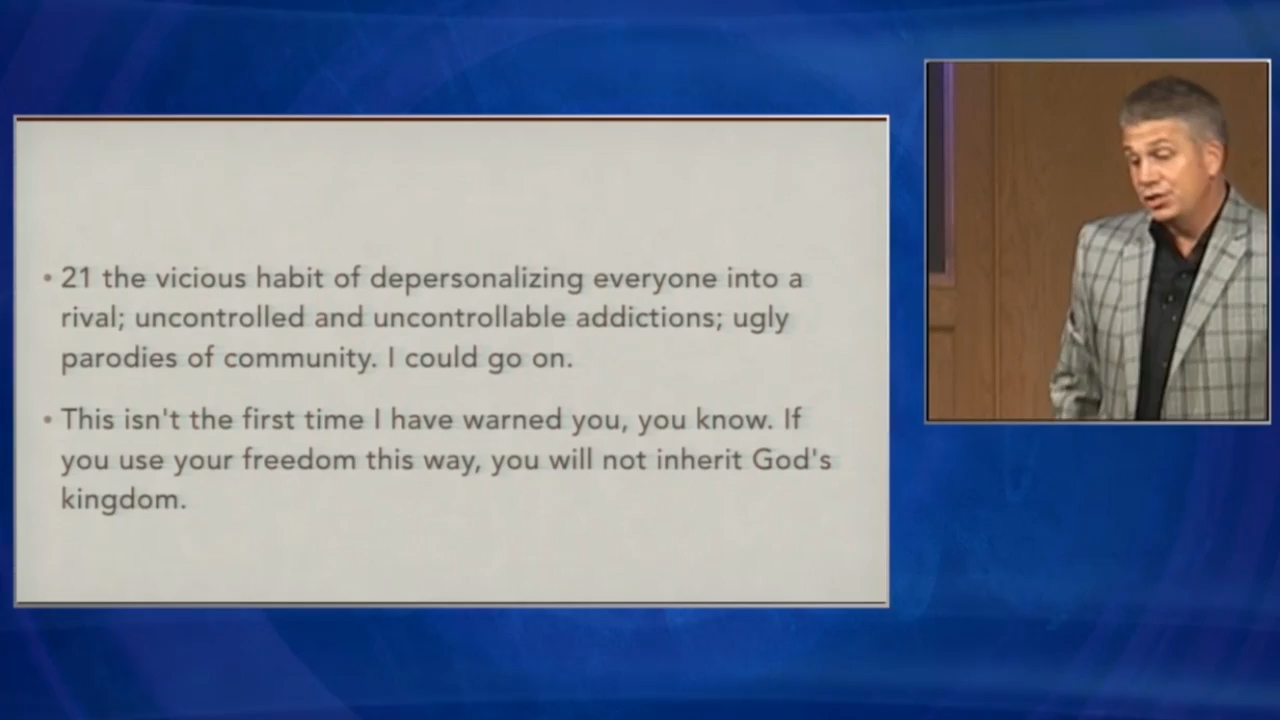 • 21 the vicious habit of depersonalizing everyone into a
rival; uncontrolled and uncontrollable addictions; ugly
parodies of community. I could go on.
• This isn't the first time I have warned you, you know. If
you use your freedom this way, you will not inherit God's
kingdom.